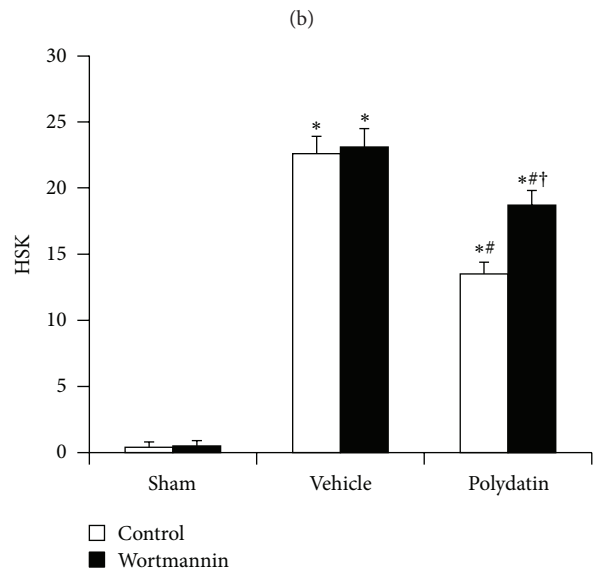 (b)
30
25
20
15
10
5
0
HSK
*
*
*#
*#†
Sham
Vehicle
Polydatin
Control
Wortmannin